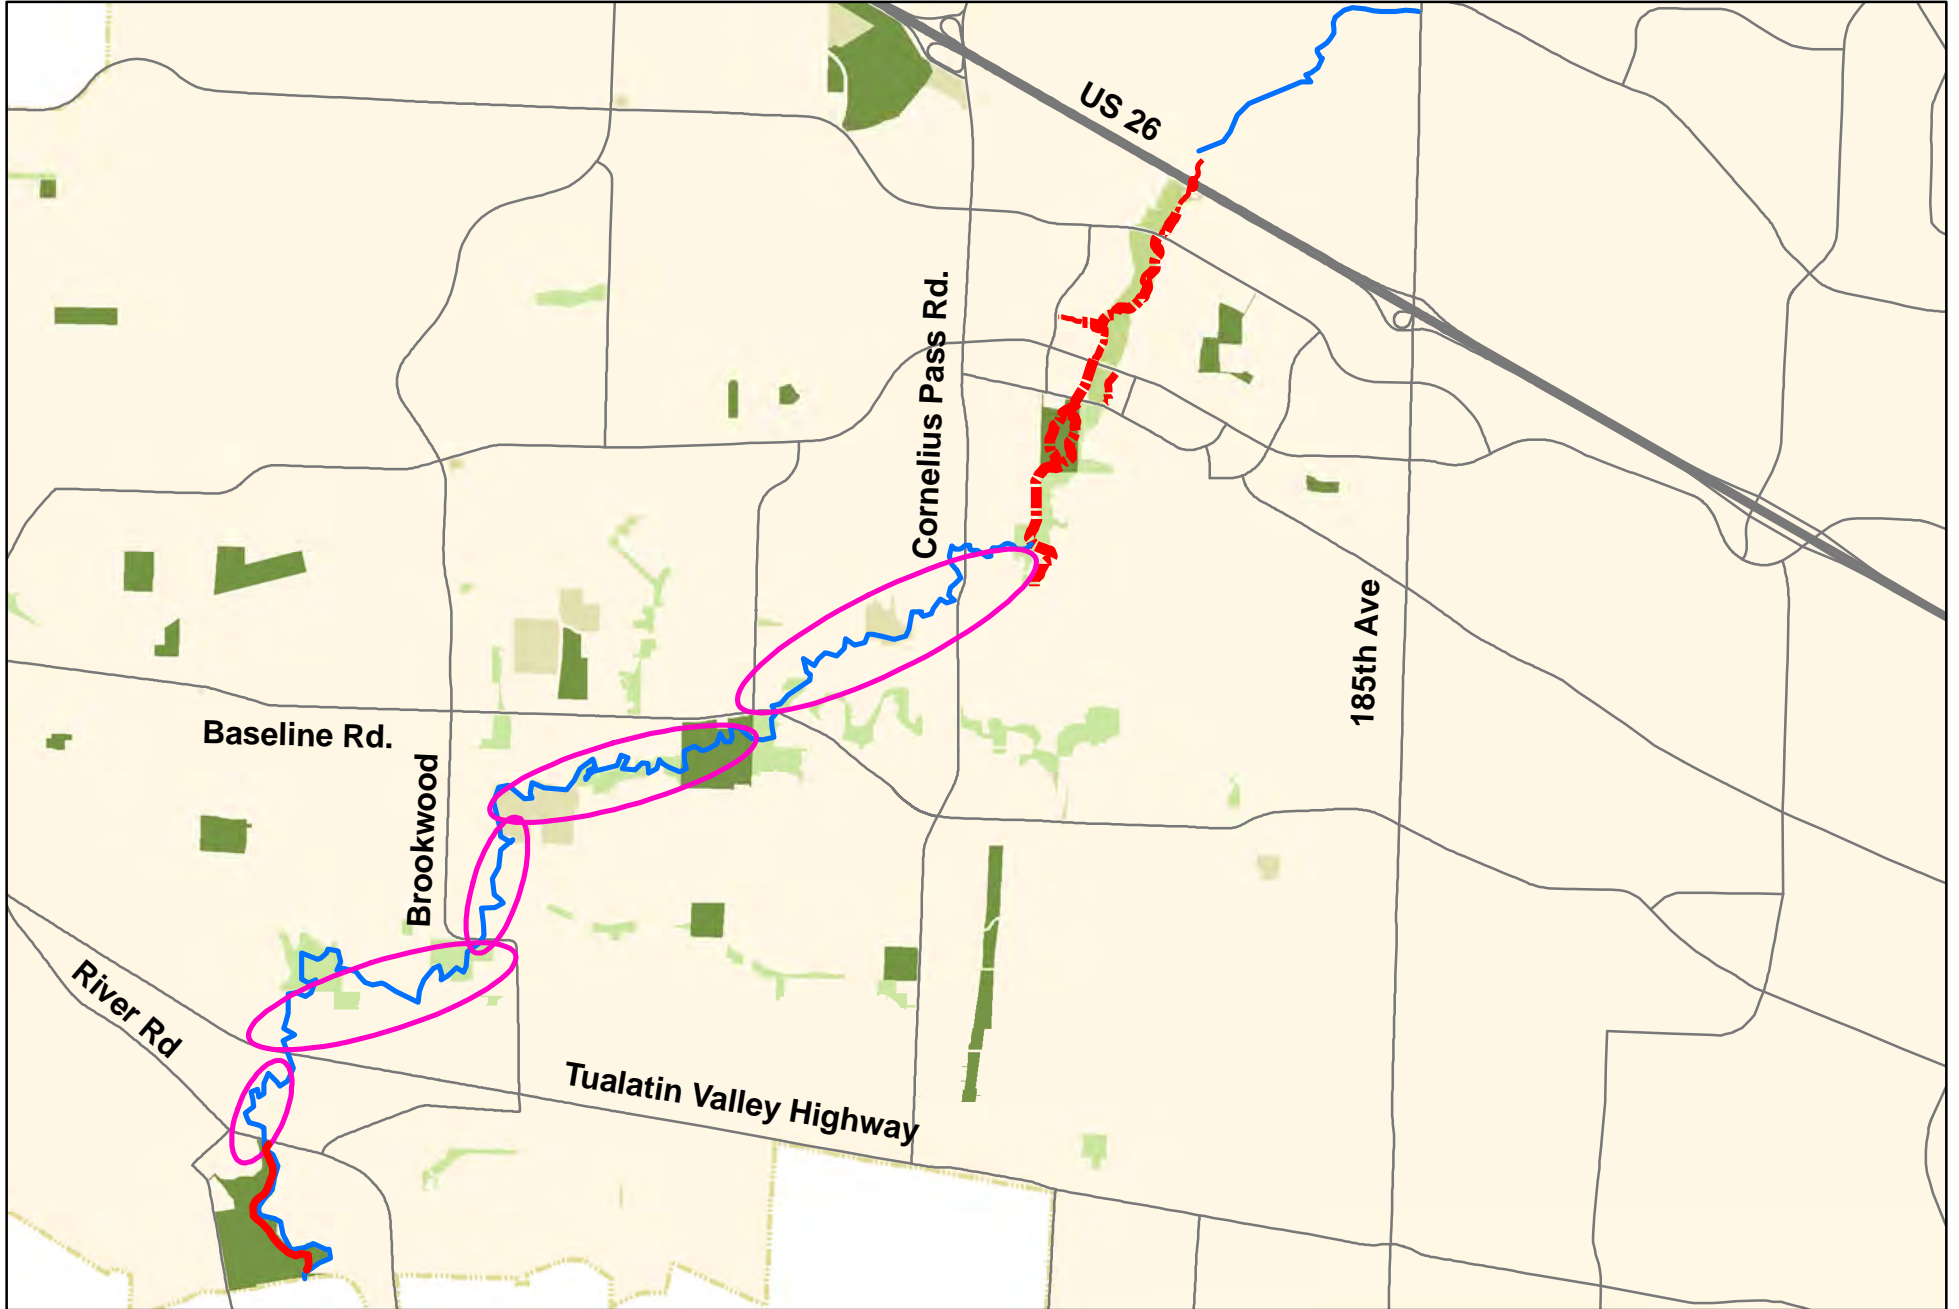 US 26
Cornelius Pass Rd.
185th Ave
Baseline Rd.
Brookwood
River Rd
Tualatin Valley Highway